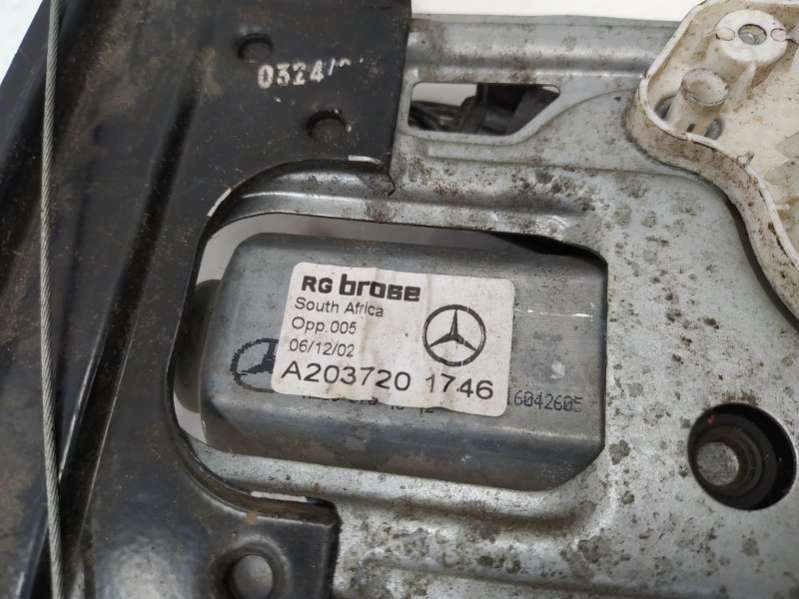 0324/
RG brose
South Africa
Opp.005
06/12/02
A203720 1746
16042605